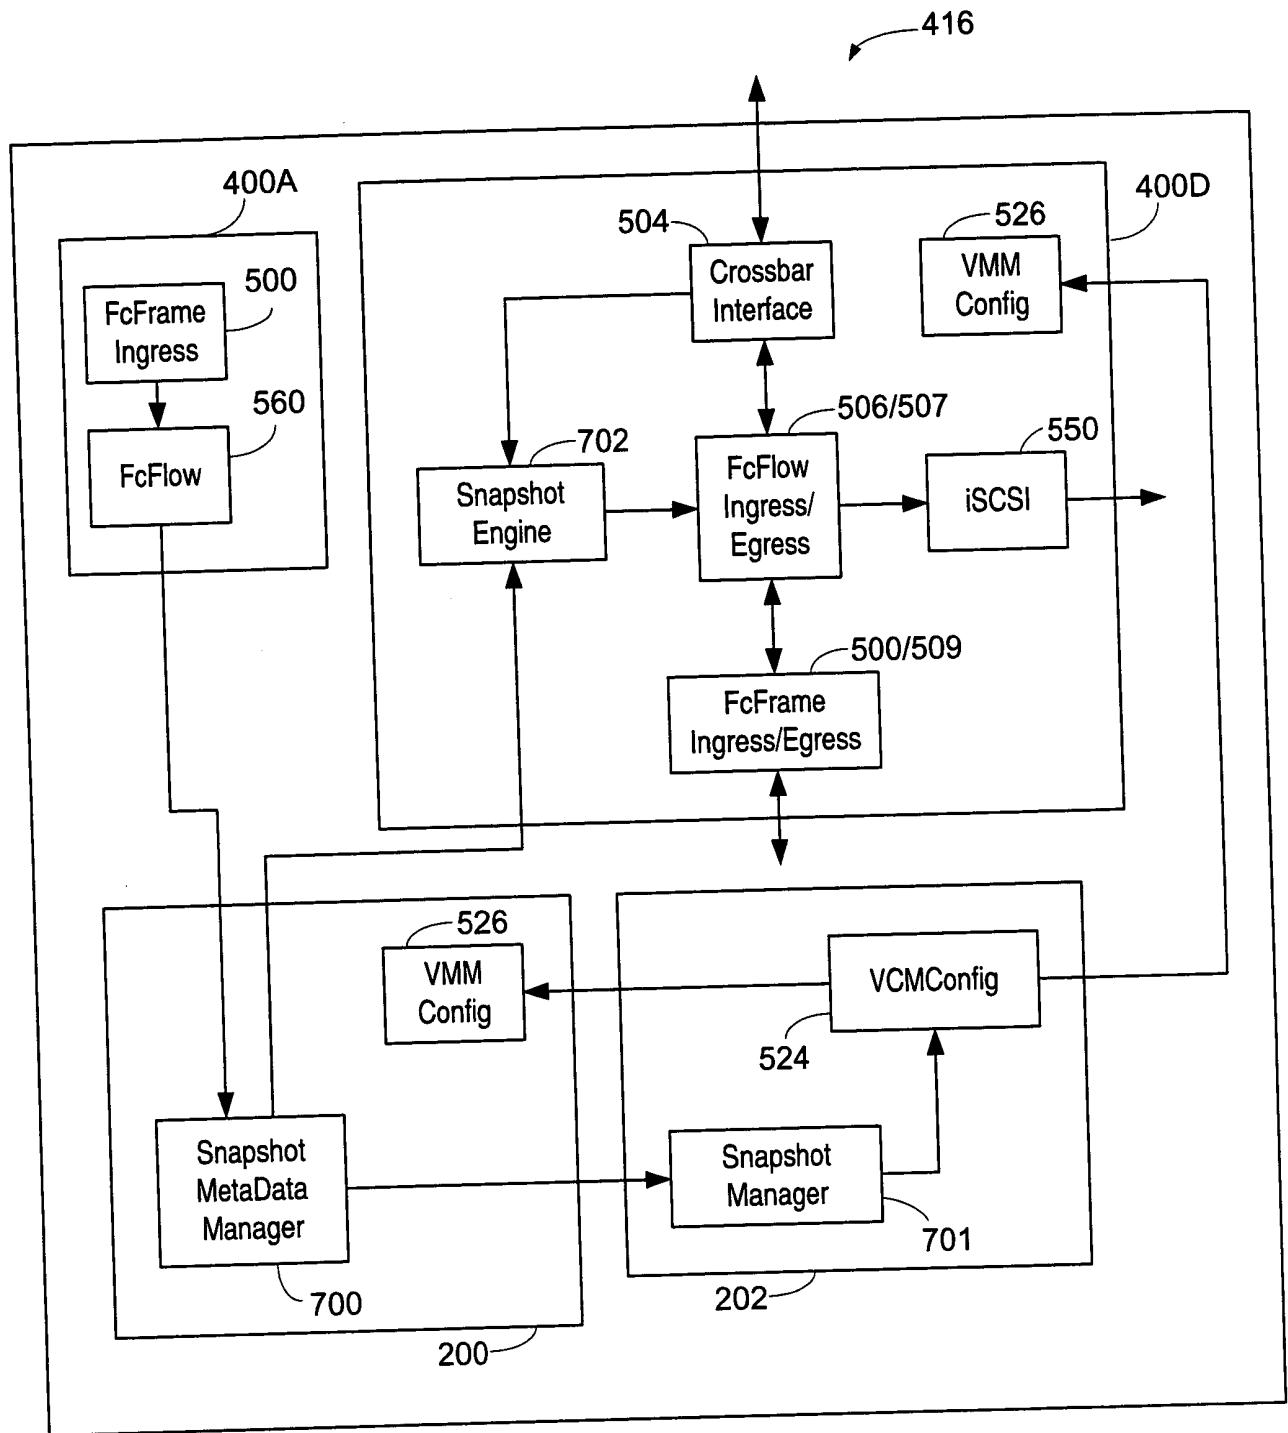 416
400A
400D
504
526
500
Crossbar
Interface
VMM
Config
FcFrame
Ingress
560
506/507
550
702
FcFlow
FcFlow
Ingress/
Egress
iSCSI
Snapshot
Engine
500/509
FcFrame
Ingress/Egress
526
VMM
Config
VCMConfig
524
Snapshot
MetaData
Manager
Snapshot
Manager
701
700
202
200